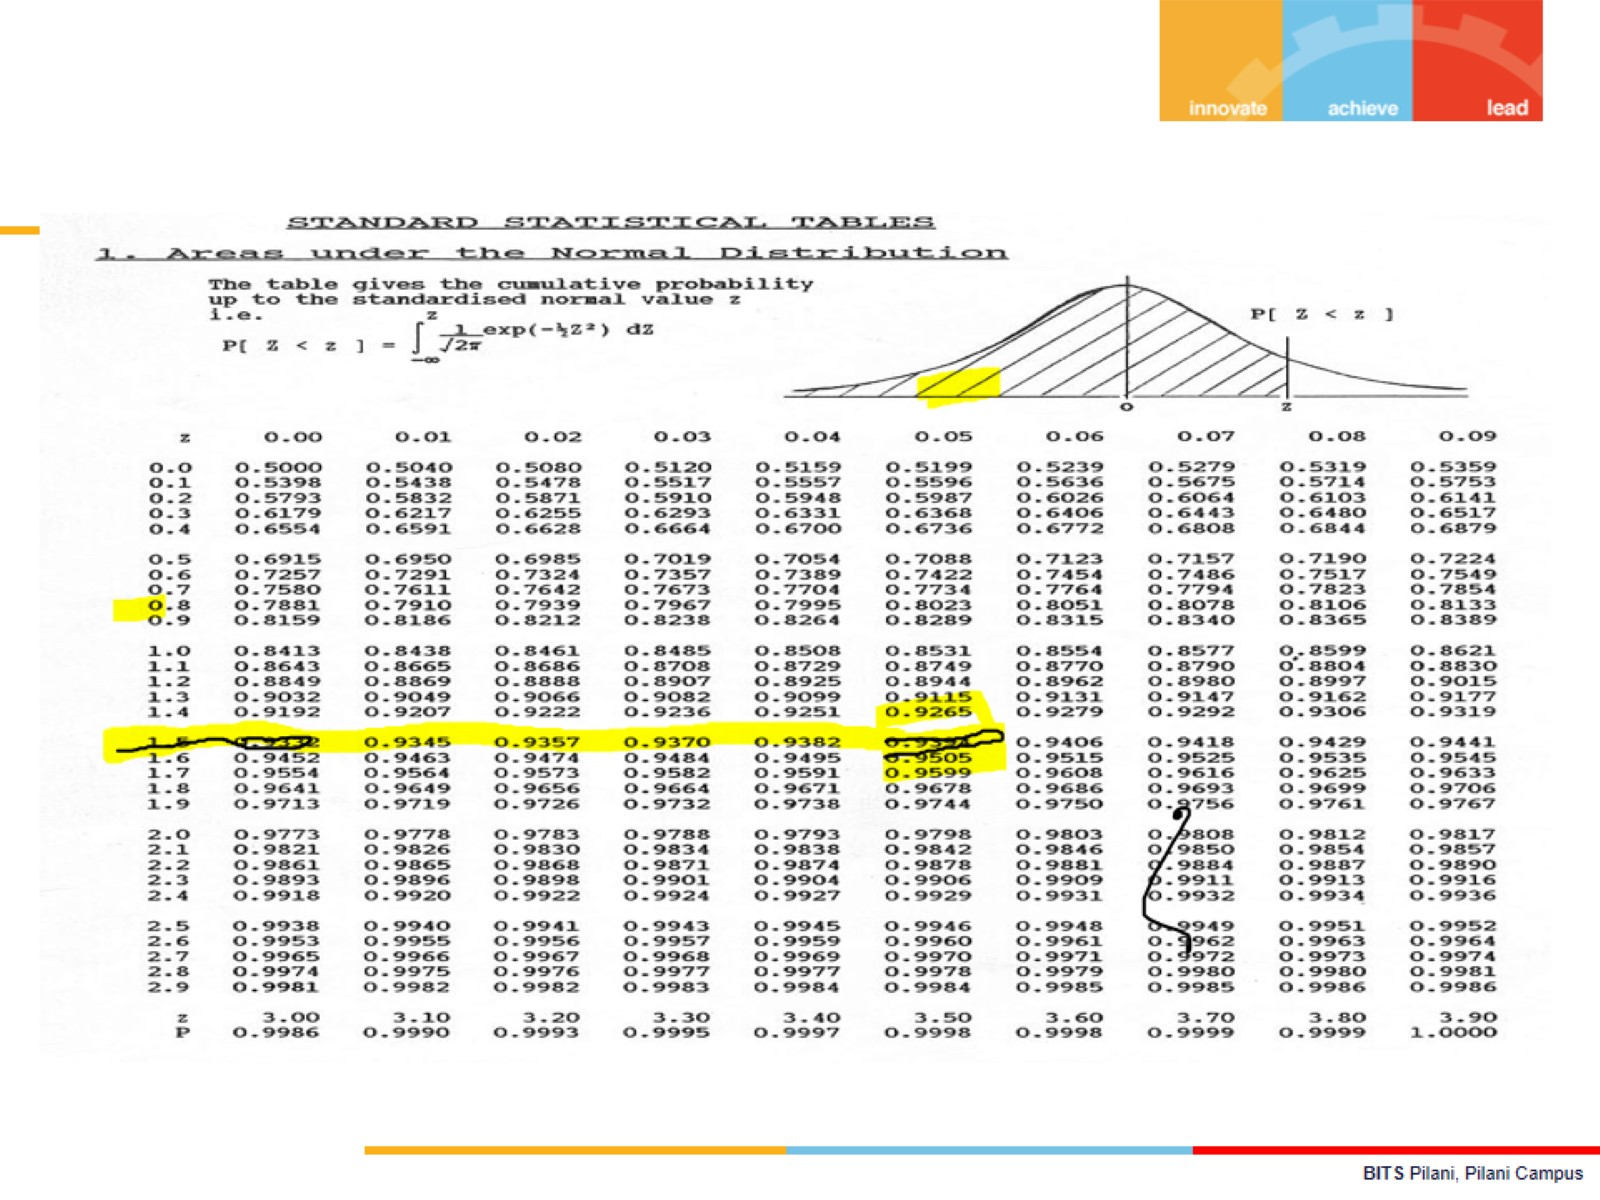 innovate achieve lead
STANDARD STATISTICAL TABLES
1. Areas under the Normal Distribution
The table gives the cumulative probability
up to the standardised normal value z
i.e.
P[ Z < z ] = ∫ z −∞ 1 √2π exp(-½Z²) dZ
P[ Z < z ]
0 z
z 0.00 0.01 0.02 0.03 0.04 0.05 0.06 0.07 0.08 0.09
0.0 0.5000 0.5040 0.5080 0.5120 0.5159 0.5199 0.5239 0.5279 0.5319 0.5359
0.1 0.5398 0.5438 0.5478 0.5517 0.5557 0.5596 0.5636 0.5675 0.5714 0.5753
0.2 0.5793 0.5832 0.5871 0.5910 0.5948 0.5987 0.6026 0.6064 0.6103 0.6141
0.3 0.6179 0.6217 0.6255 0.6293 0.6331 0.6368 0.6406 0.6443 0.6480 0.6517
0.4 0.6554 0.6591 0.6628 0.6664 0.6700 0.6736 0.6772 0.6808 0.6844 0.6879
0.5 0.6915 0.6950 0.6985 0.7019 0.7054 0.7088 0.7123 0.7157 0.7190 0.7224
0.6 0.7257 0.7291 0.7324 0.7357 0.7389 0.7422 0.7454 0.7486 0.7517 0.7549
0.7 0.7580 0.7611 0.7642 0.7673 0.7704 0.7734 0.7764 0.7794 0.7823 0.7854
0.8 0.7881 0.7910 0.7939 0.7967 0.7995 0.8023 0.8051 0.8078 0.8106 0.8133
0.9 0.8159 0.8186 0.8212 0.8238 0.8264 0.8289 0.8315 0.8340 0.8365 0.8389
1.0 0.8413 0.8438 0.8461 0.8485 0.8508 0.8531 0.8554 0.8577 0.8599 0.8621
1.1 0.8643 0.8665 0.8686 0.8708 0.8729 0.8749 0.8770 0.8790 0.8804 0.8830
1.2 0.8849 0.8869 0.8888 0.8907 0.8925 0.8944 0.8962 0.8980 0.8997 0.9015
1.3 0.9032 0.9049 0.9066 0.9082 0.9099 0.9115 0.9131 0.9147 0.9162 0.9177
1.4 0.9192 0.9207 0.9222 0.9236 0.9251 0.9265 0.9279 0.9292 0.9306 0.9319
1.5 0.9345 0.9357 0.9370 0.9382 0.9406 0.9418 0.9429 0.9441
1.6 0.9452 0.9463 0.9474 0.9484 0.9495 0.9505 0.9515 0.9525 0.9535 0.9545
1.7 0.9554 0.9564 0.9573 0.9582 0.9591 0.9599 0.9608 0.9616 0.9625 0.9633
1.8 0.9641 0.9649 0.9656 0.9664 0.9671 0.9678 0.9686 0.9693 0.9699 0.9706
1.9 0.9713 0.9719 0.9726 0.9732 0.9738 0.9744 0.9750 0.9756 0.9761 0.9767
2.0 0.9773 0.9778 0.9783 0.9788 0.9793 0.9798 0.9803 0.9808 0.9812 0.9817
2.1 0.9821 0.9826 0.9830 0.9834 0.9838 0.9842 0.9846 0.9850 0.9854 0.9857
2.2 0.9861 0.9865 0.9868 0.9871 0.9874 0.9878 0.9881 0.9884 0.9887 0.9890
2.3 0.9893 0.9896 0.9898 0.9901 0.9904 0.9906 0.9909 0.9911 0.9913 0.9916
2.4 0.9918 0.9920 0.9922 0.9924 0.9927 0.9929 0.9931 0.9932 0.9934 0.9936
2.5 0.9938 0.9940 0.9941 0.9943 0.9945 0.9946 0.9948 0.9949 0.9951 0.9952
2.6 0.9953 0.9955 0.9956 0.9957 0.9959 0.9960 0.9961 0.9962 0.9963 0.9964
2.7 0.9965 0.9966 0.9967 0.9968 0.9969 0.9970 0.9971 0.9972 0.9973 0.9974
2.8 0.9974 0.9975 0.9976 0.9977 0.9977 0.9978 0.9979 0.9980 0.9980 0.9981
2.9 0.9981 0.9982 0.9982 0.9983 0.9984 0.9984 0.9985 0.9985 0.9986 0.9986
z 3.00 3.10 3.20 3.30 3.40 3.50 3.60 3.70 3.80 3.90
P 0.9986 0.9990 0.9993 0.9995 0.9997 0.9998 0.9998 0.9999 0.9999 1.0000
BITS Pilani, Pilani Campus